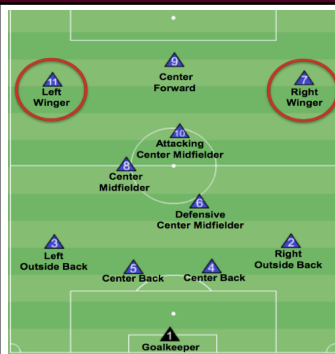 9
Center
Forward
11
Left
Winger
7
Right
Winger
10
Attacking
Center Midfielder
8
Center
Midfielder
6
Defensive
Center Midfielder
3
Left
Outside Back
2
Right
Outside Back
5
Center Back
4
Center Back
1
Goalkeeper